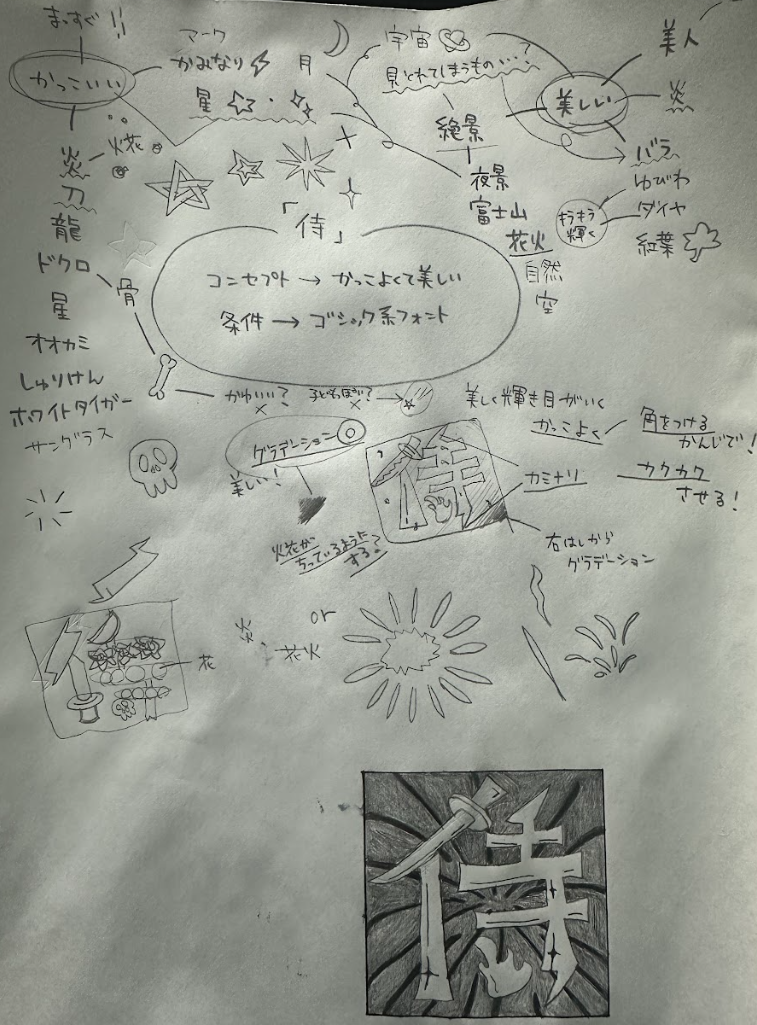 まっすぐ!!
かっこいい
マーク
かみなり
星
月
宇宙
見とれてしまうもの…?
美しい
美人
炎
バラ
ゆびわ
ダイヤ
紅葉
キラキラ
輝く
絶景
夜景
富士山
花火
自然
空
炎
火花
刀
龍
ドクロ
骨
星
オオカミ
しゅりけん
ホワイトタイガー
サングラス
「侍」
コンセプト→かっこよくて美しい
条件→ゴシック系フォント
かわいい?
×
子どもっぽい?
×
グラデーション
美しい!
美しく輝き目がいく
かっこよく
角をつける
かんじで!
カミナリ
カクカク
させる!
侍
火花が
ちっているように
する?
右はしから
グラデーション
花
炎
or
花火
侍